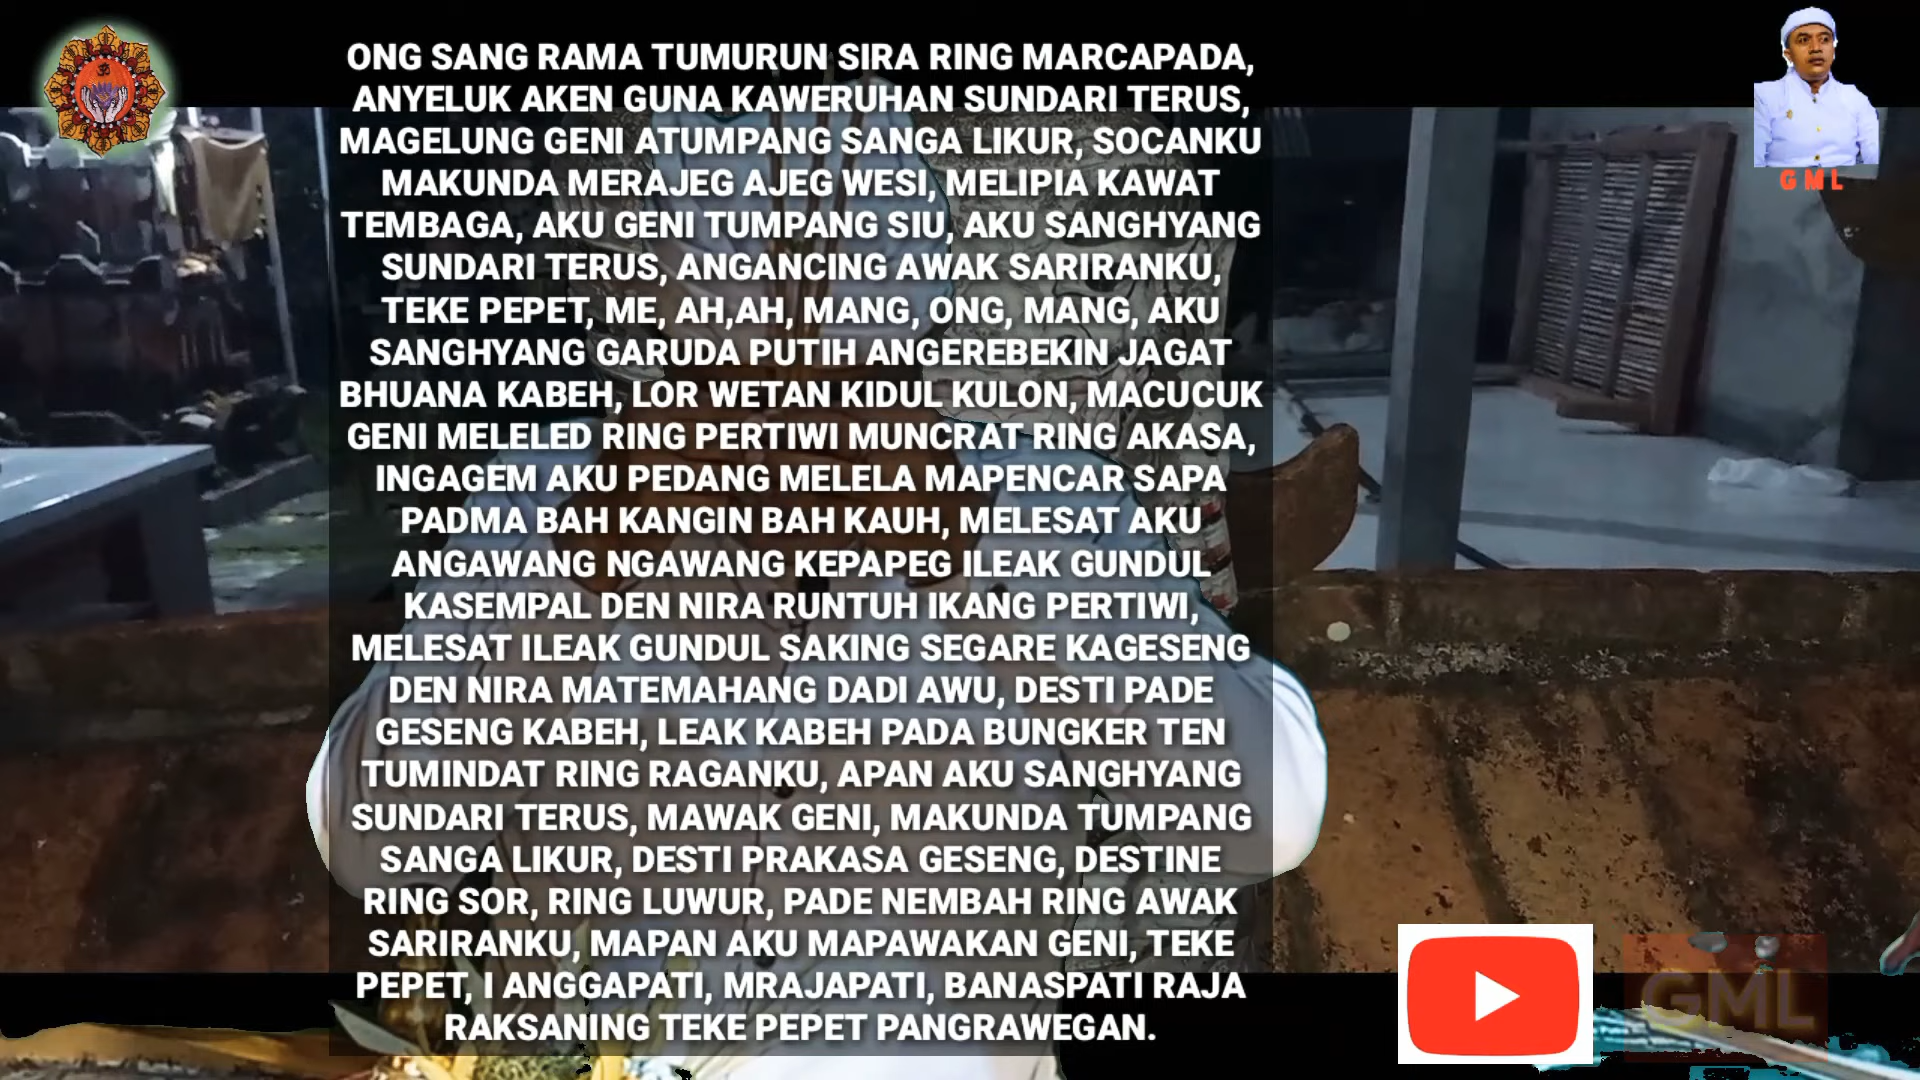 ONG SANG RAMA TUMURUN SIRA RING MARCAPADA,
ANYELUK AKEN GUNA KAWERUHAN SUNDARI TERUS,
MAGELUNG GENI ATUMPANG SANGA LIKUR, SOCANKU
MAKUNDA MERAJEG AJEG WESI, MELIPIA KAWAT
TEMBAGA, AKU GENI TUMPANG SIU, AKU SANGHYANG
SUNDARI TERUS, ANGANCING AWAK SARIRANKU,
TEKE PEPET, ME, AH,AH, MANG, ONG, MANG, AKU
SANGHYANG GARUDA PUTIH ANGEREBEKIN JAGAT
BHUANA KABEH, LOR WETAN KIDUL KULON, MACUCUK
GENI MELELED RING PERTIWI MUNCRAT RING AKASA,
INGAGEM AKU PEDANG MELELA MAPENCAR SAPA
PADMA BAH KANGIN BAH KAUH, MELESAT AKU
ANGAWANG NGAWANG KEPAPEG ILEAK GUNDUL
KASEMPAL DEN NIRA RUNTUH IKANG PERTIWI,
MELESAT ILEAK GUNDUL SAKING SEGARE KAGESENG
DEN NIRA MATEMAHANG DADI AWU, DESTI PADE
GESENG KABEH, LEAK KABEH PADA BUNGKER TEN
TUMINDAT RING RAGANKU, APAN AKU SANGHYANG
SUNDARI TERUS, MAWAK GENI, MAKUNDA TUMPANG
SANGA LIKUR, DESTI PRAKASA GESENG, DESTINE
RING SOR, RING LUWUR, PADE NEMBAH RING AWAK
SARIRANKU, MAPAN AKU MAPAWAKAN GENI, TEKE
PEPET, I ANGGAPATI, MRAJAPATI, BANASPATI RAJA
RAKSANING TEKE PEPET PANGRAWEGAN.
GML
GML